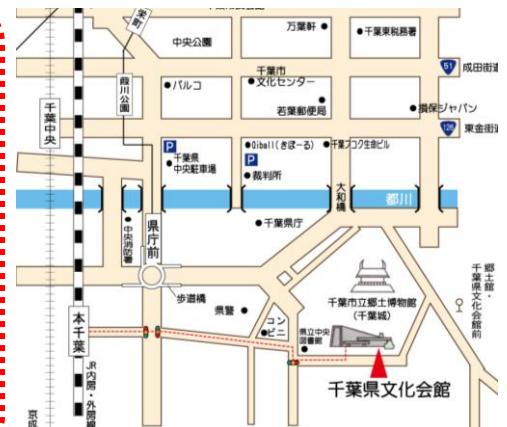 栄町
中央公園
万葉軒
千葉東税務署
51
成田街道
葭川公園
パルコ
千葉市
文化センター
若葉郵便局
損保ジャパン
千葉中央
126
東金街道
P
千葉県
中央駐車場
Qiball(きぼーる)
千葉フコク生命ビル
P
裁判所
大和橋
都川
中央消防署
県庁前
千葉県庁
歩道橋
県警
コンビニ
千葉市立郷土博物館
(千葉城)
郷土館・
千葉県文化会館前
本千葉
県立中央
図書館
千葉県文化会館
JR内房・外房線
京成